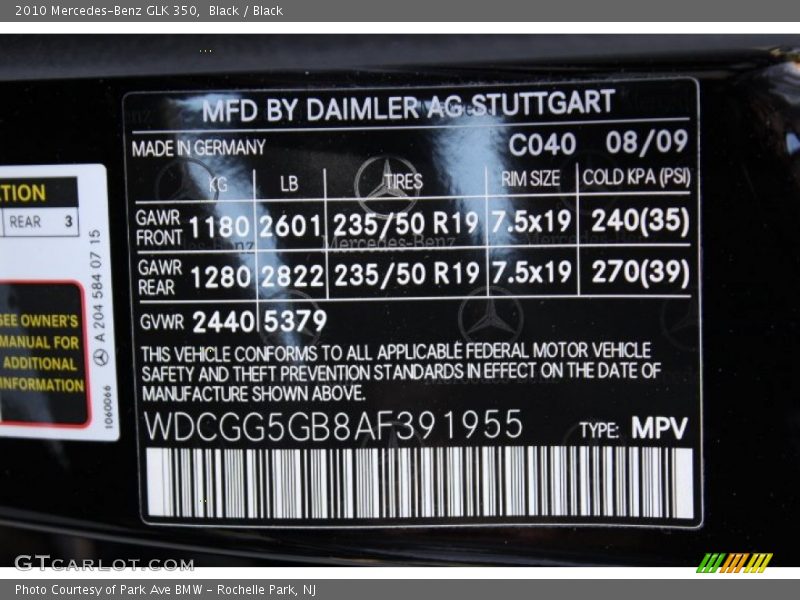 2010 Mercedes-Benz GLK 350, Black / Black
MFD BY DAIMLER AG STUTTGART
MADE IN GERMANY C040 08/09
KG LB TIRES RIM SIZE COLD KPA (PSI)
GAWR FRONT 1180 2601 235/50 R19 7.5x19 240(35)
GAWR REAR 1280 2822 235/50 R19 7.5x19 270(39)
GVWR 2440 5379
THIS VEHICLE CONFORMS TO ALL APPLICABLE FEDERAL MOTOR VEHICLE
SAFETY AND THEFT PREVENTION STANDARDS IN EFFECT ON THE DATE OF
MANUFACTURE SHOWN ABOVE.
WDCGG5GB8AF391955 TYPE: MPV
TION
REAR 3
SEE OWNER'S
MANUAL FOR
ADDITIONAL
INFORMATION
A 204 584 07 15
1060066
Mercedes-Benz
GTCARLOT.COM
Photo Courtesy of Park Ave BMW - Rochelle Park, NJ